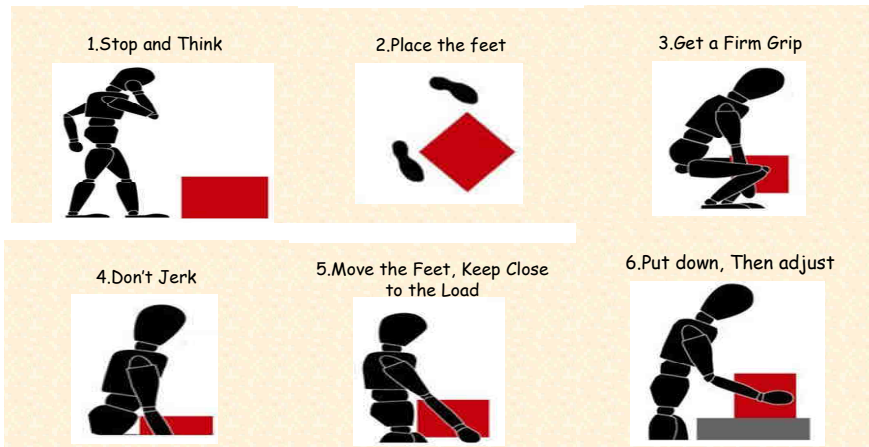 1.Stop and Think
2.Place the feet
3.Get a Firm Grip
4.Don't Jerk
5.Move the Feet, Keep Close
to the Load
6.Put down, Then adjust